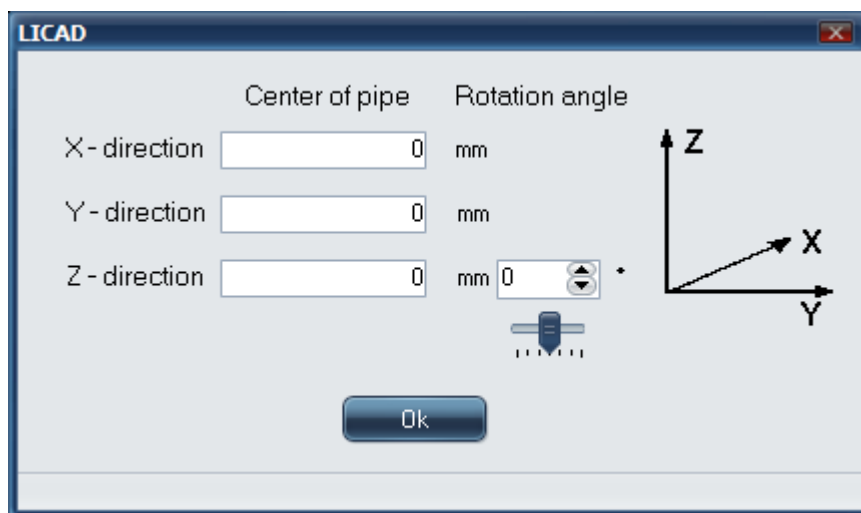 LICAD
Center of pipe Rotation angle
X - direction 0 mm
Z
Y - direction 0 mm
X
Z - direction 0 mm 0 °
Y
Ok